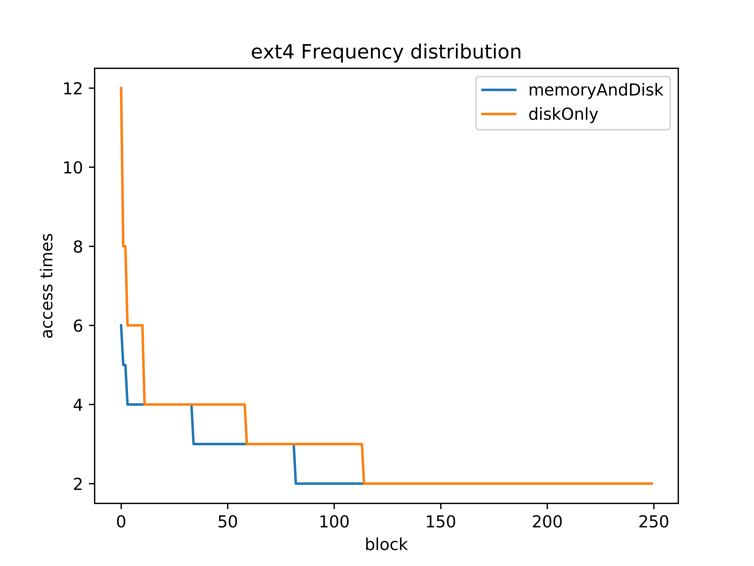 ext4 Frequency distribution
memoryAndDisk
diskOnly
access times
12
10
8
6
4
2
0 50 100 150 200 250
block